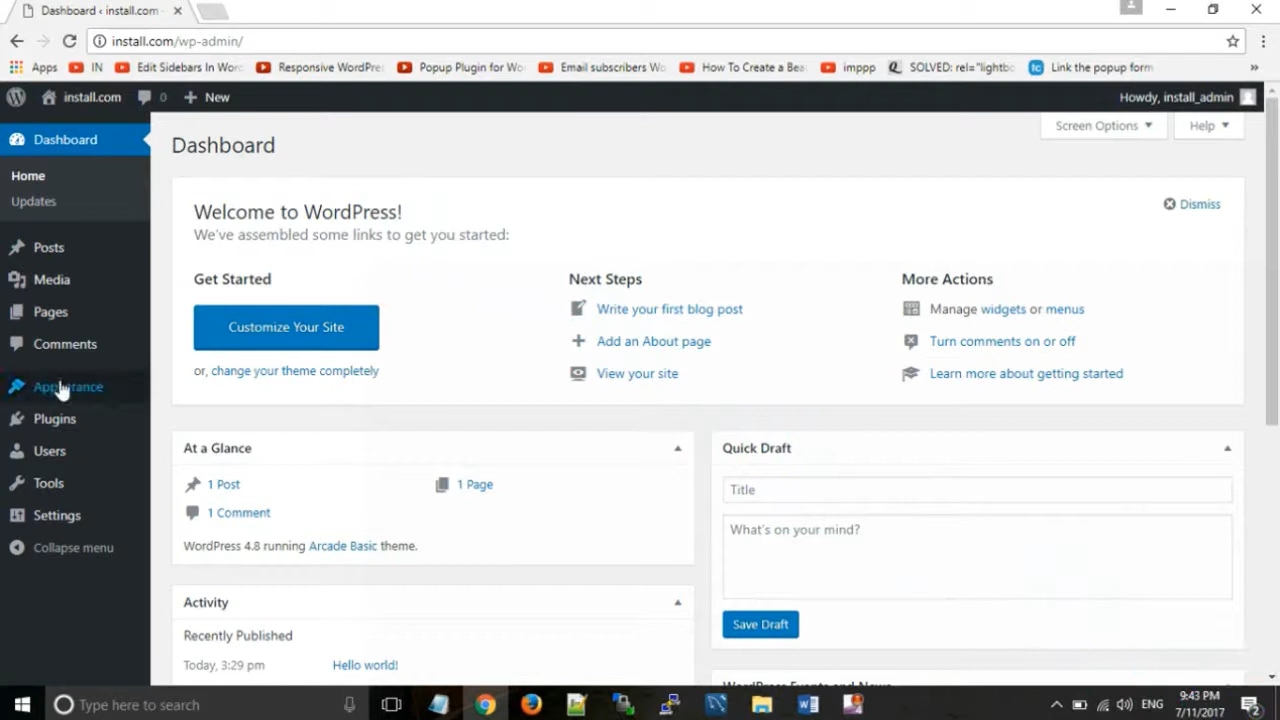 Dashboard ‹ install.com -
install.com/wp-admin/
Apps IN Edit Sidebars In Worc Responsive WordPres Popup Plugin for Wo Email subscribers Wo How To Create a Bea imppp SOLVED: rel="lightbo Link the popup form »
install.com 0 + New Howdy, install_admin
Dashboard
Home
Updates
Posts
Media
Pages
Comments
Appearance
Plugins
Users
Tools
Settings
Collapse menu
Screen Options Help
Dashboard
Welcome to WordPress!
Dismiss
We've assembled some links to get you started:
Get Started
Customize Your Site
or, change your theme completely
Next Steps
Write your first blog post
Add an About page
View your site
More Actions
Manage widgets or menus
Turn comments on or off
Learn more about getting started
At a Glance
1 Post 1 Page
1 Comment
WordPress 4.8 running Arcade Basic theme.
Activity
Recently Published
Today, 3:29 pm Hello world!
Quick Draft
Title
What's on your mind?
Save Draft
WordPress Events and News
Type here to search
ENG
9:43 PM
7/11/2017
2